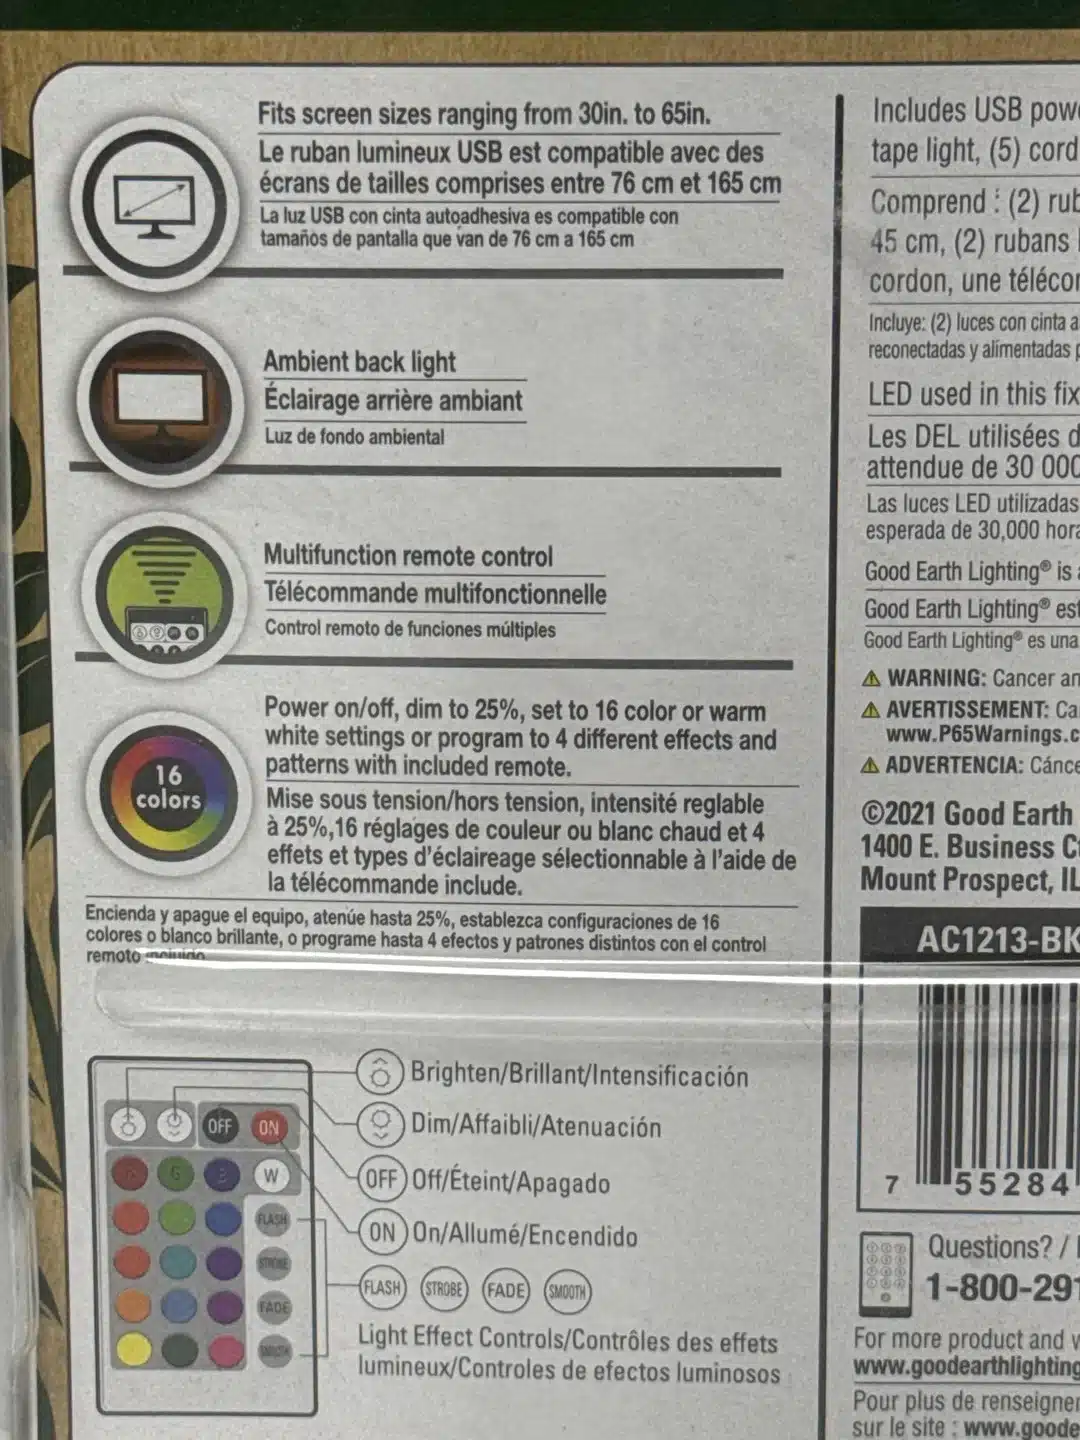 Fits screen sizes ranging from 30in. to 65in.
Le ruban lumineux USB est compatible avec des
écrans de tailles comprises entre 76 cm et 165 cm
La luz USB con cinta autoadhesiva es compatible con
tamaños de pantalla que van de 76 cm a 165 cm
Ambient back light
Éclairage arrière ambiant
Luz de fondo ambiental
Multifunction remote control
Télécommande multifonctionnelle
Control remoto de funciones múltiples
16
colors
Power on/off, dim to 25%, set to 16 color or warm
white settings or program to 4 different effects and
patterns with included remote.
Mise sous tension/hors tension, intensité reglable
à 25%,16 réglages de couleur ou blanc chaud et 4
effets et types d'éclaireage sélectionnable à l'aide de
la télécommande include.
Encienda y apague el equipo, atenúe hasta 25%, establezca configuraciones de 16
colores o blanco brillante, o programe hasta 4 efectos y patrones distintos con el control
remoto incluido
OFF ON
R G B W
FLASH
STROBE
FADE
SMOOTH
Brighten/Brillant/Intensificación
Dim/Affaibli/Atenuación
OFF Off/Éteint/Apagado
ON On/Allumé/Encendido
FLASH STROBE FADE SMOOTH
Light Effect Controls/Contrôles des effets
lumineux/Controles de efectos luminosos
Includes USB pow
tape light, (5) cord
Comprend : (2) rub
45 cm, (2) rubans
cordon, une téléco
Incluye: (2) luces con cinta a
reconectadas y alimentadas p
LED used in this fix
Les DEL utilisées d
attendue de 30 000
Las luces LED utilizadas
esperada de 30,000 hora
Good Earth Lighting® is a
Good Earth Lighting® est
Good Earth Lighting® es una
WARNING: Cancer an
AVERTISSEMENT: Ca
www.P65Warnings.c
ADVERTENCIA: Cánce
©2021 Good Earth
1400 E. Business C
Mount Prospect, IL
AC1213-BK
7 55284
Questions? /
1-800-291
For more product and w
www.goodearthlighting
Pour plus de renseigner
sur le site : www.goode